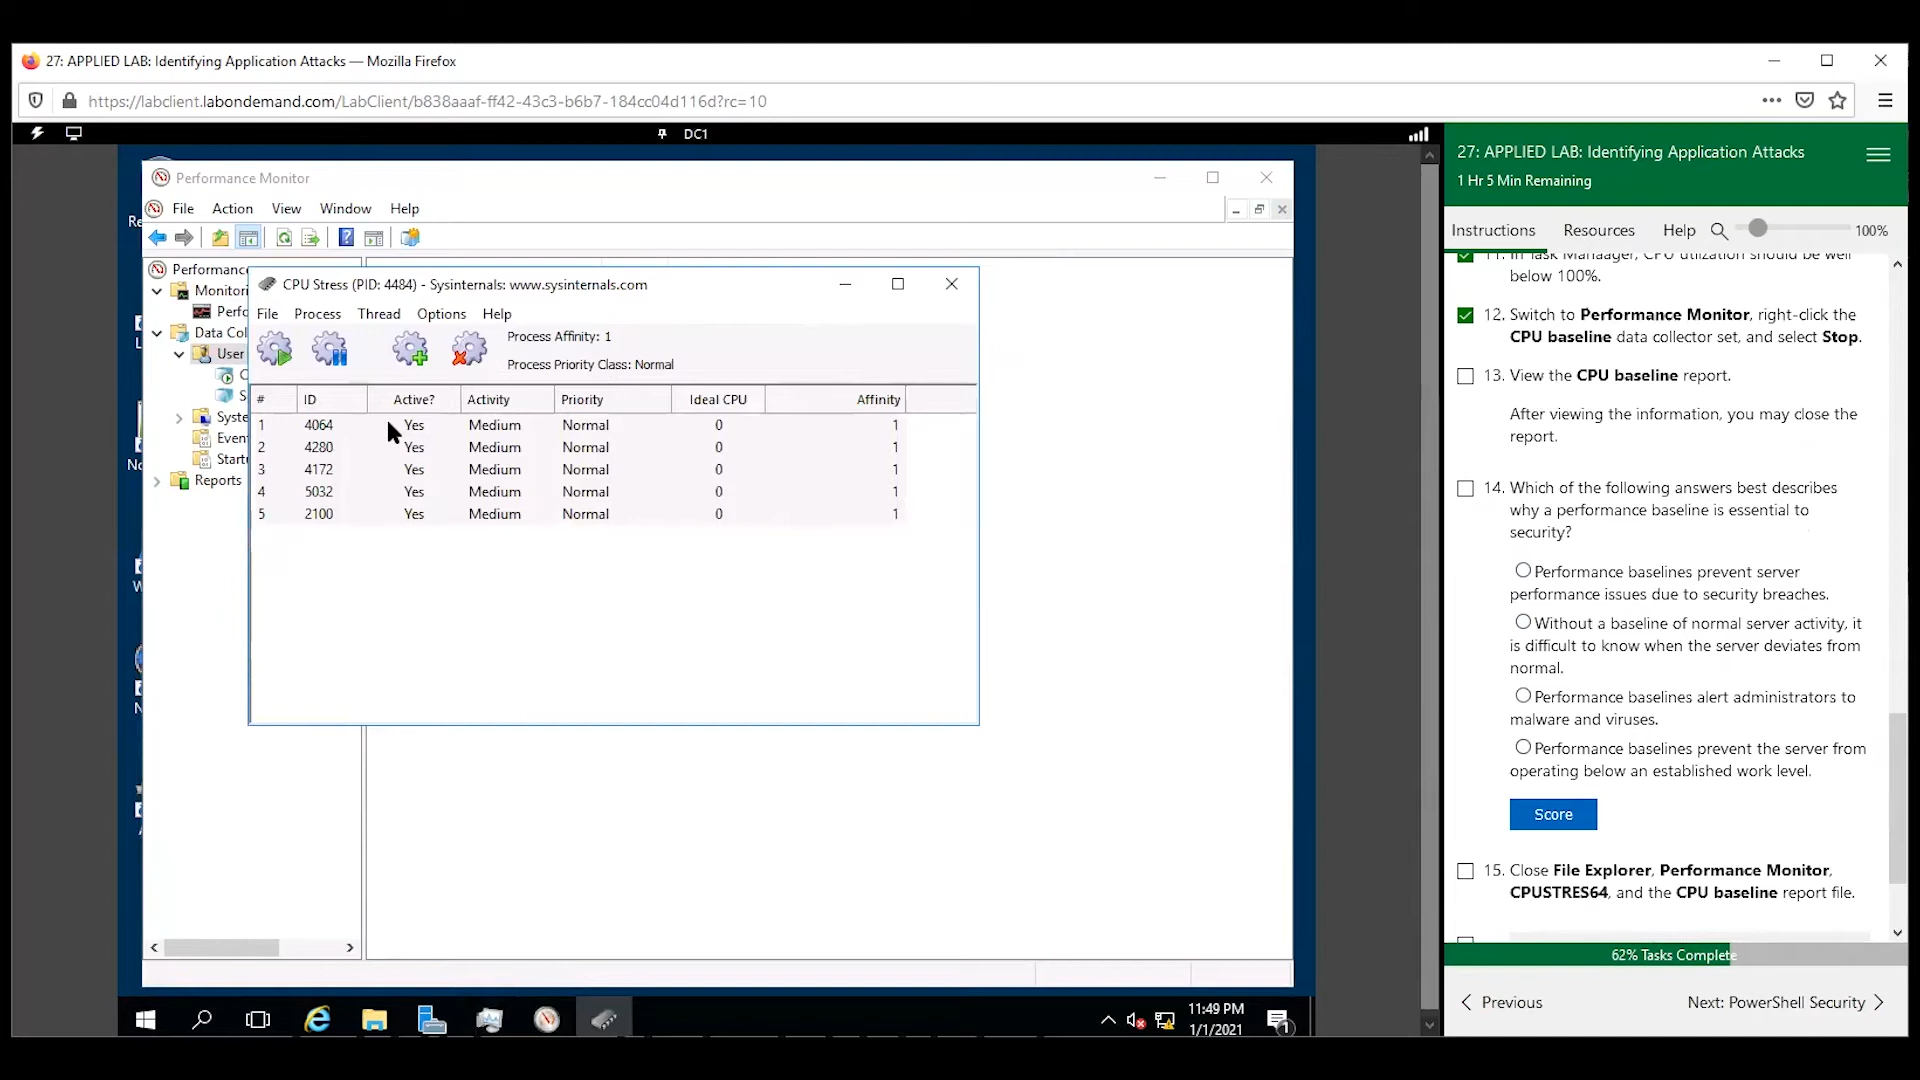 27: APPLIED LAB: Identifying Application Attacks — Mozilla Firefox
https://labclient.labondemand.com/LabClient/b838aaaf-ff42-43c3-b6b7-184cc04d116d?rc=10
DC1
Performance Monitor
File Action View Window Help
Performance
Monitori
Perfo
Data Col
User
Syste
Even
Startu
Reports
CPU Stress (PID: 4484) - Sysinternals: www.sysinternals.com
File Process Thread Options Help
Process Affinity: 1
Process Priority Class: Normal
# ID Active? Activity Priority Ideal CPU Affinity
1 4064 Yes Medium Normal 0 1
2 4280 Yes Medium Normal 0 1
3 4172 Yes Medium Normal 0 1
4 5032 Yes Medium Normal 0 1
5 2100 Yes Medium Normal 0 1
11:49 PM
1/1/2021
1
27: APPLIED LAB: Identifying Application Attacks
1 Hr 5 Min Remaining
Instructions Resources Help 100%
11. In Task Manaager, CPU utlization should be well
below 100%.
12. Switch to Performance Monitor, right-click the
CPU baseline data collector set, and select Stop.
13. View the CPU baseline report.
After viewing the information, you may close the
report.
14. Which of the following answers best describes
why a performance baseline is essential to
security?
Performance baselines prevent server
performance issues due to security breaches.
Without a baseline of normal server activity, it
is difficult to know when the server deviates from
normal.
Performance baselines alert administrators to
malware and viruses.
Performance baselines prevent the server from
operating below an established work level.
Score
15. Close File Explorer, Performance Monitor,
CPUSTRES64, and the CPU baseline report file.
62% Tasks Complete
Previous
Next: PowerShell Security